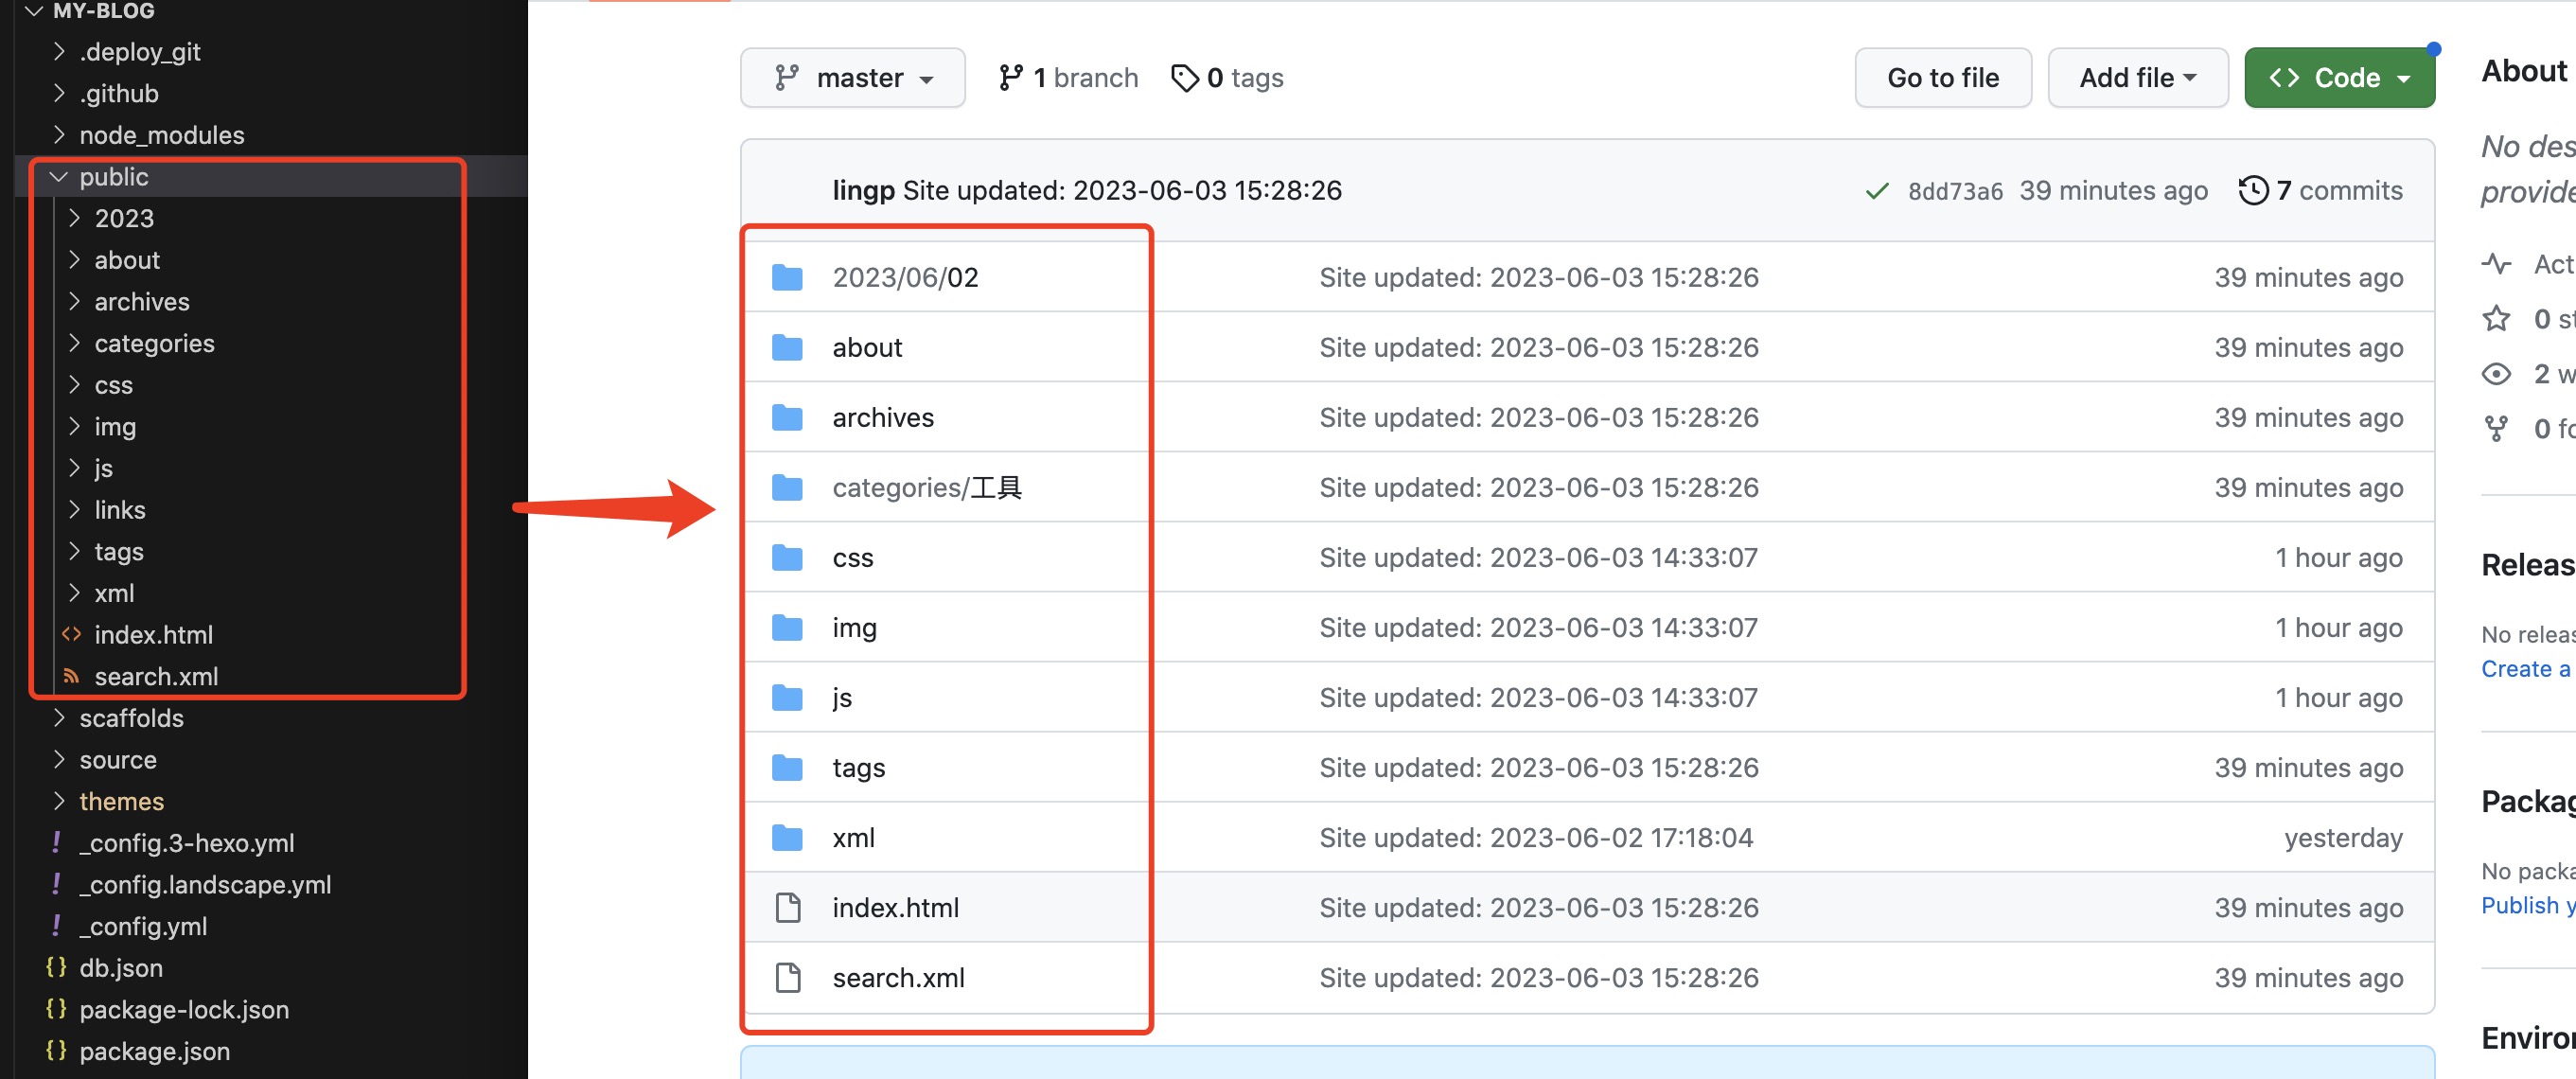 MY-BLOG
.deploy_git
.github
node_modules
public
2023
about
archives
categories
css
img
js
links
tags
xml
index.html
search.xml
scaffolds
source
themes
_config.3-hexo.yml
_config.landscape.yml
_config.yml
db.json
package-lock.json
package.json
master 1 branch 0 tags Go to file Add file Code
lingp Site updated: 2023-06-03 15:28:26 8dd73a6 39 minutes ago 7 commits
2023/06/02 Site updated: 2023-06-03 15:28:26 39 minutes ago
about Site updated: 2023-06-03 15:28:26 39 minutes ago
archives Site updated: 2023-06-03 15:28:26 39 minutes ago
categories/工具 Site updated: 2023-06-03 15:28:26 39 minutes ago
css Site updated: 2023-06-03 14:33:07 1 hour ago
img Site updated: 2023-06-03 14:33:07 1 hour ago
js Site updated: 2023-06-03 14:33:07 1 hour ago
tags Site updated: 2023-06-03 15:28:26 39 minutes ago
xml Site updated: 2023-06-02 17:18:04 yesterday
index.html Site updated: 2023-06-03 15:28:26 39 minutes ago
search.xml Site updated: 2023-06-03 15:28:26 39 minutes ago
About
No des
provide
Act
0 st
2 w
0 fo
Releas
No releas
Create a
Packag
No packa
Publish y
Enviro